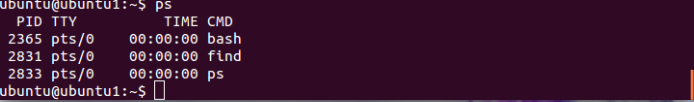 ubuntu@ubuntu1:~$ ps
  PID TTY          TIME CMD
 2365 pts/0    00:00:00 bash
 2831 pts/0    00:00:00 find
 2833 pts/0    00:00:00 ps
ubuntu@ubuntu1:~$